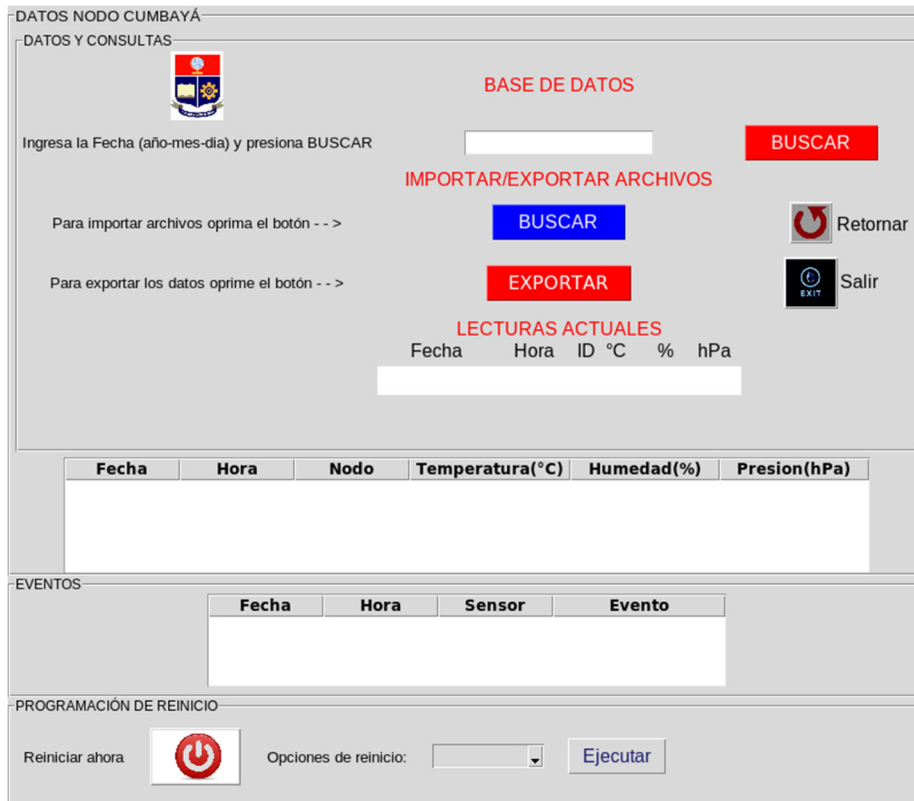 DATOS NODO CUMBAYÁ
DATOS Y CONSULTAS
BASE DE DATOS
Ingresa la Fecha (año-mes-dia) y presiona BUSCAR
BUSCAR
IMPORTAR/EXPORTAR ARCHIVOS
Para importar archivos oprima el botón - - >
BUSCAR
Retornar
Para exportar los datos oprime el botón - - >
EXPORTAR
EXIT
Salir
LECTURAS ACTUALES
Fecha Hora ID °C % hPa
Fecha Hora Nodo Temperatura(°C) Humedad(%) Presion(hPa)
EVENTOS
Fecha Hora Sensor Evento
PROGRAMACIÓN DE REINICIO
Reiniciar ahora
Opciones de reinicio:
Ejecutar